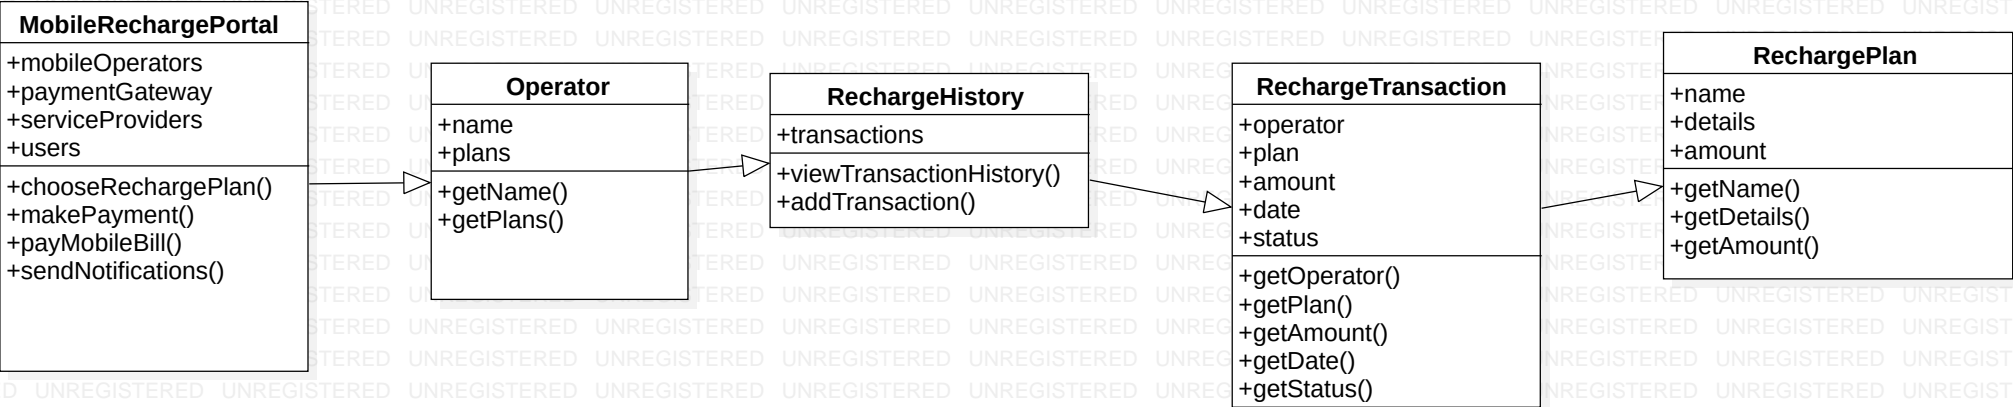 MobileRechargePortal
+mobileOperators
+paymentGateway
+serviceProviders
+users
+chooseRechargePlan()
+makePayment()
+payMobileBill()
+sendNotifications()
Operator
+name
+plans
+getName()
+getPlans()
RechargeHistory
+transactions
+viewTransactionHistory()
+addTransaction()
RechargeTransaction
+operator
+plan
+amount
+date
+status
+getOperator()
+getPlan()
+getAmount()
+getDate()
+getStatus()
RechargePlan
+name
+details
+amount
+getName()
+getDetails()
+getAmount()
UNREGISTERED